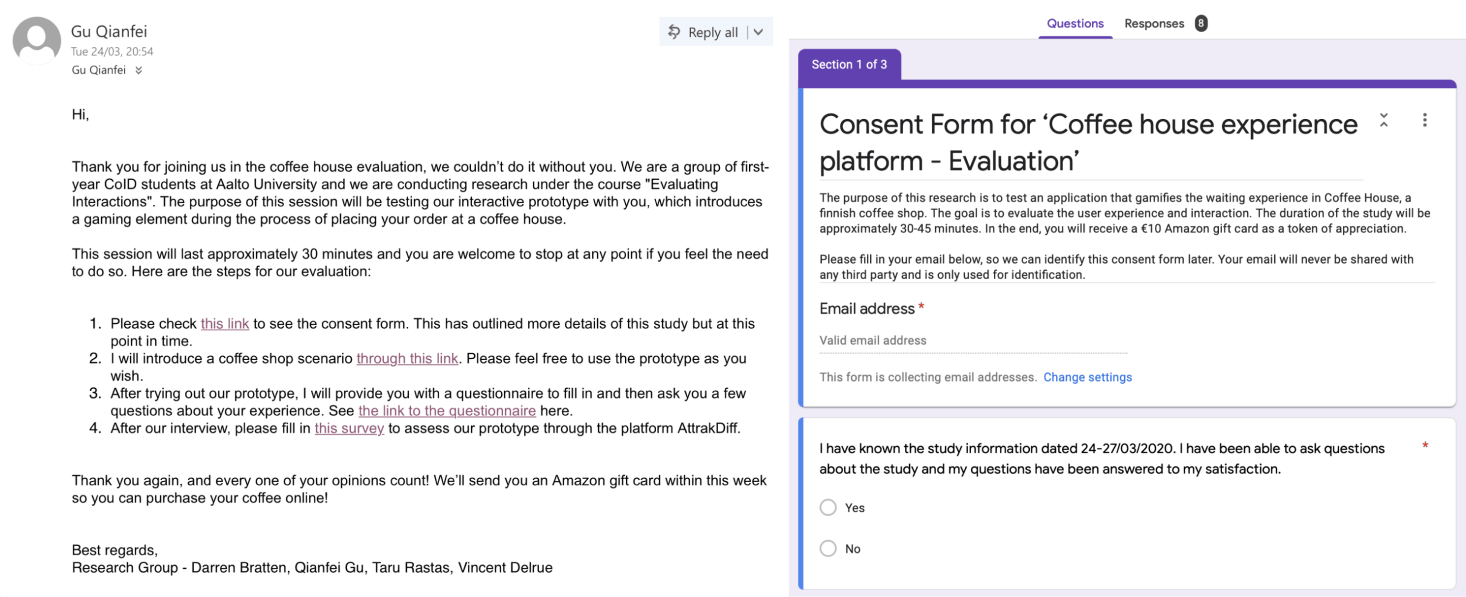 Gu Qianfei
Tue 24/03, 20:54
Gu Qianfei
Reply all
Hi,
Thank you for joining us in the coffee house evaluation, we couldn't do it without you. We are a group of first-
year CoID students at Aalto University and we are conducting research under the course "Evaluating
Interactions". The purpose of this session will be testing our interactive prototype with you, which introduces
a gaming element during the process of placing your order at a coffee house.
This session will last approximately 30 minutes and you are welcome to stop at any point if you feel the need
to do so. Here are the steps for our evaluation:
1. Please check this link to see the consent form. This has outlined more details of this study but at this
point in time.
2. I will introduce a coffee shop scenario through this link. Please feel free to use the prototype as you
wish.
3. After trying out our prototype, I will provide you with a questionnaire to fill in and then ask you a few
questions about your experience. See the link to the questionnaire here.
4. After our interview, please fill in this survey to assess our prototype through the platform AttrakDiff.
Thank you again, and every one of your opinions count! We'll send you an Amazon gift card within this week
so you can purchase your coffee online!
Best regards,
Research Group - Darren Bratten, Qianfei Gu, Taru Rastas, Vincent Delrue
Questions Responses 8
Section 1 of 3
Consent Form for ‘Coffee house experience
platform - Evaluation’
The purpose of this research is to test an application that gamifies the waiting experience in Coffee House, a
finnish coffee shop. The goal is to evaluate the user experience and interaction. The duration of the study will be
approximately 30-45 minutes. In the end, you will receive a €10 Amazon gift card as a token of appreciation.
Please fill in your email below, so we can identify this consent form later. Your email will never be shared with
any third party and is only used for identification.
Email address *
Valid email address
This form is collecting email addresses. Change settings
I have known the study information dated 24-27/03/2020. I have been able to ask questions *
about the study and my questions have been answered to my satisfaction.
Yes
No